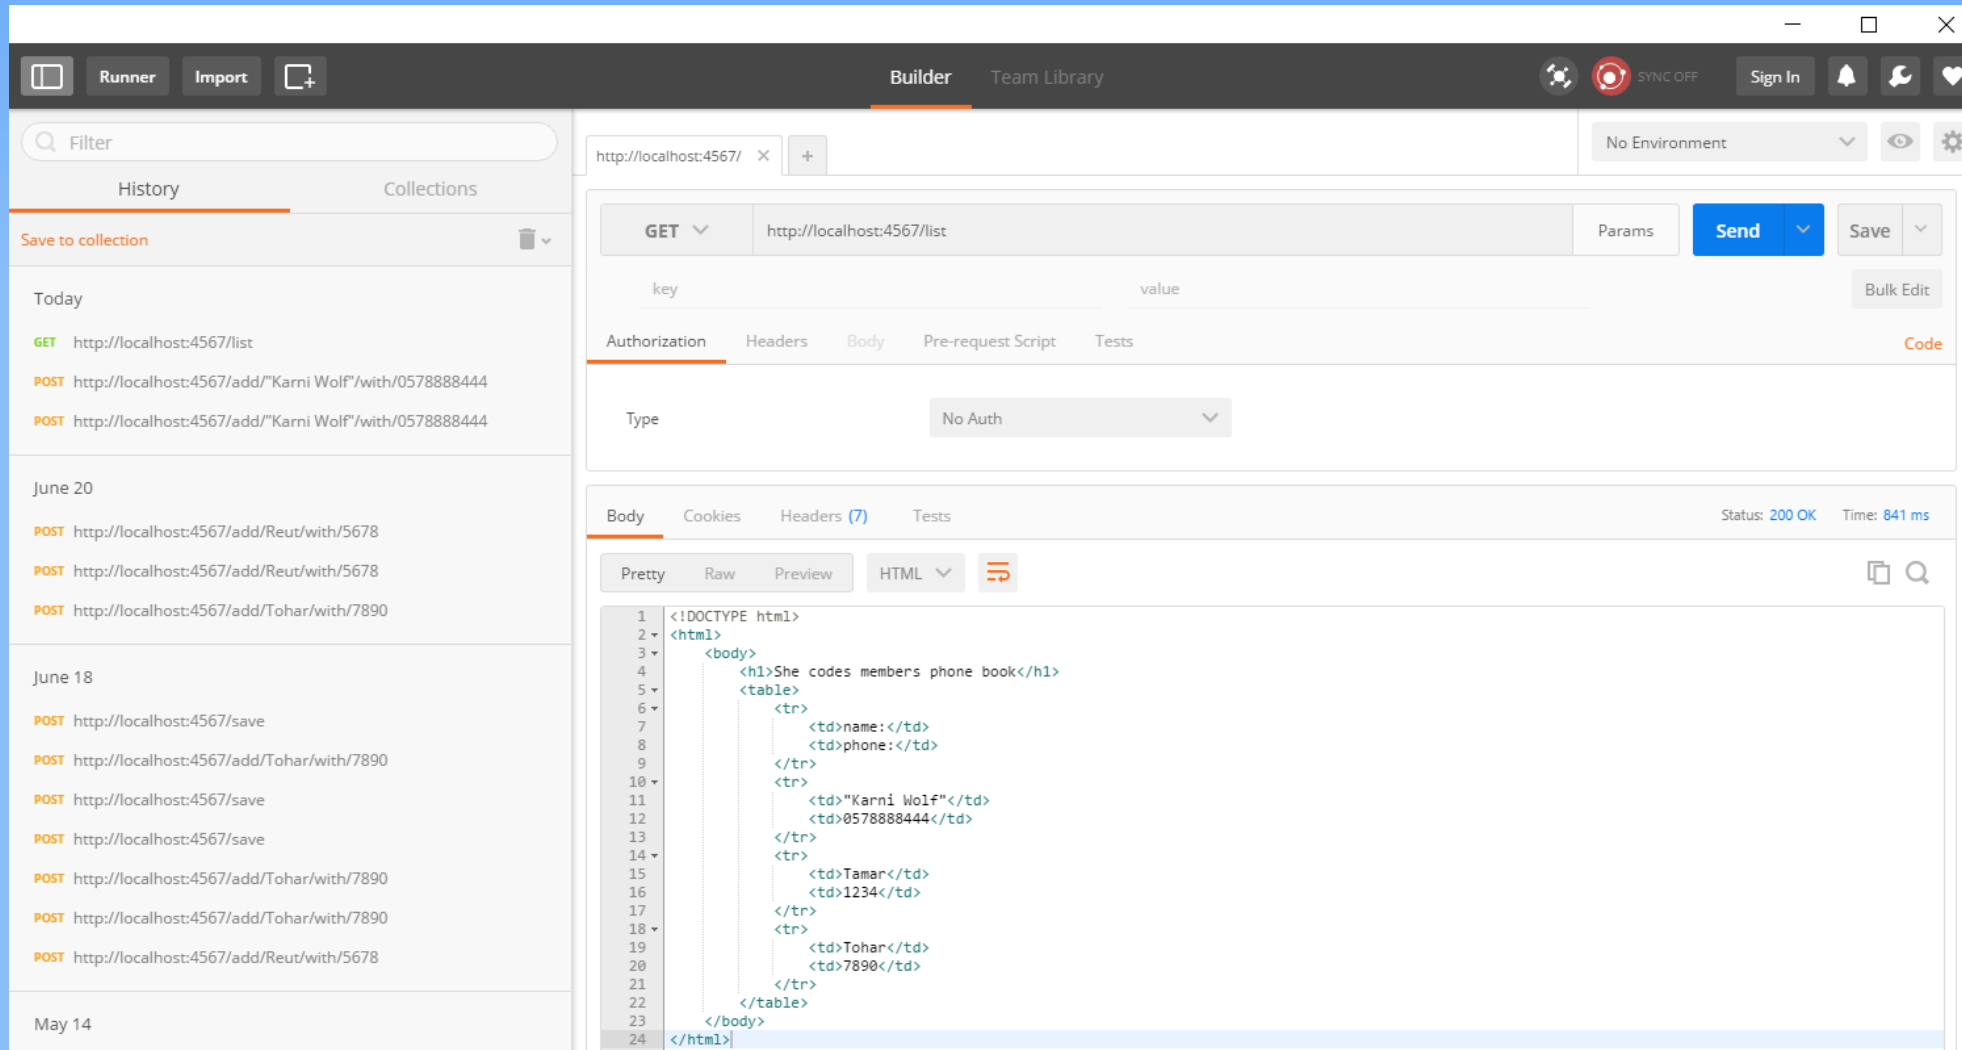 Runner Import Builder Team Library SYNC OFF Sign In
Filter
History Collections
Save to collection
Today
GET http://localhost:4567/list
POST http://localhost:4567/add/"Karni Wolf"/with/0578888444
POST http://localhost:4567/add/"Karni Wolf"/with/0578888444
June 20
POST http://localhost:4567/add/Reut/with/5678
POST http://localhost:4567/add/Reut/with/5678
POST http://localhost:4567/add/Tohar/with/7890
June 18
POST http://localhost:4567/save
POST http://localhost:4567/add/Tohar/with/7890
POST http://localhost:4567/save
POST http://localhost:4567/save
POST http://localhost:4567/add/Tohar/with/7890
POST http://localhost:4567/add/Tohar/with/7890
POST http://localhost:4567/add/Reut/with/5678
May 14
http://localhost:4567/ No Environment
GET http://localhost:4567/list Params Send Save
key value Bulk Edit
Authorization Headers Body Pre-request Script Tests Code
Type No Auth
Body Cookies Headers (7) Tests Status: 200 OK Time: 841 ms
Pretty Raw Preview HTML
1 <!DOCTYPE html>
2 <html>
3 <body>
4 <h1>She codes members phone book</h1>
5 <table>
6 <tr>
7 <td>name:</td>
8 <td>phone:</td>
9 </tr>
10 <tr>
11 <td>"Karni Wolf"</td>
12 <td>0578888444</td>
13 </tr>
14 <tr>
15 <td>Tamar</td>
16 <td>1234</td>
17 </tr>
18 <tr>
19 <td>Tohar</td>
20 <td>7890</td>
21 </tr>
22 </table>
23 </body>
24 </html>